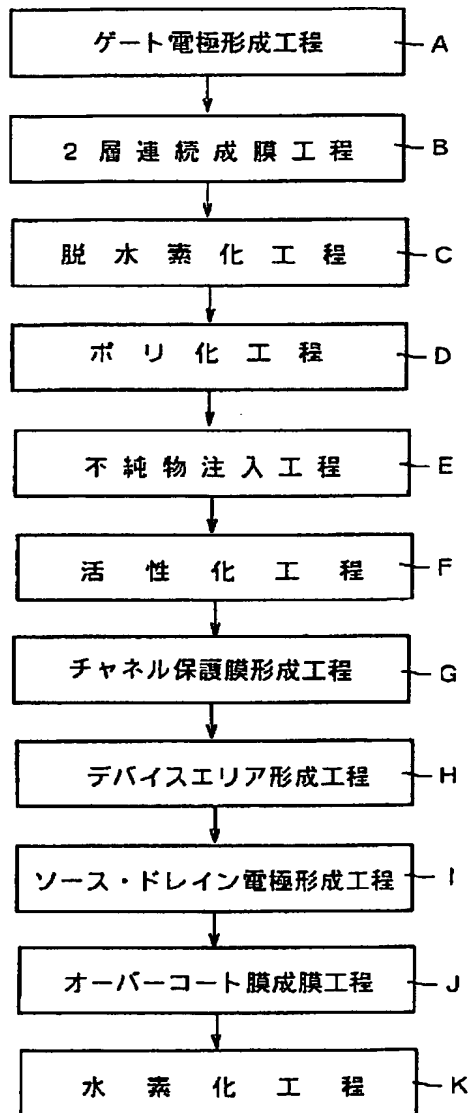 ゲート電極形成工程 A
2層連続成膜工程 B
脱水素化工程 C
ポリ化工程 D
不純物注入工程 E
活性化工程 F
チャネル保護膜形成工程 G
デバイスエリア形成工程 H
ソース・ドレイン電極形成工程 I
オーバーコート膜成膜工程 J
水素化工程 K